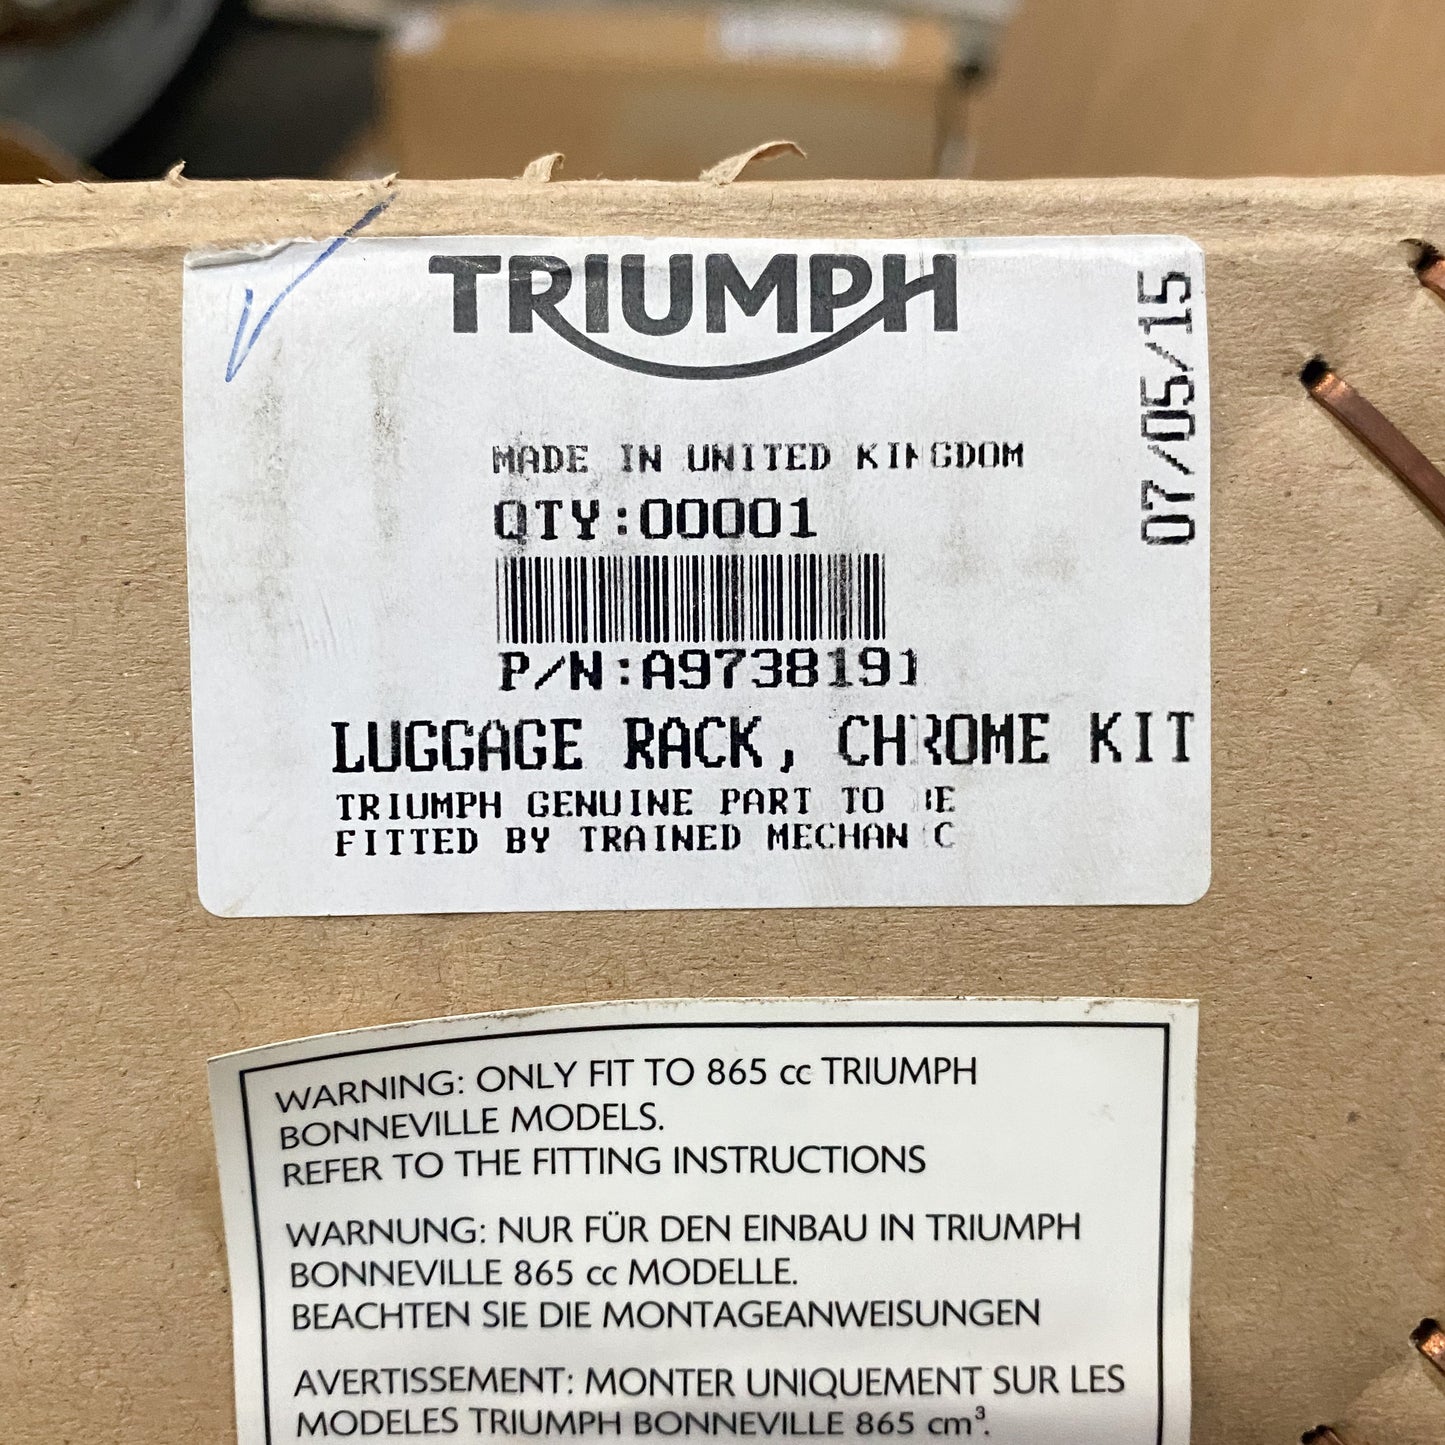 TRIUMPH
07/05/15
MADE IN UNITED KINGDOM
QTY:00001
P/N:A9738191
LUGGAGE RACK, CHROME KIT
TRIUMPH GENUINE PART TO BE
FITTED BY TRAINED MECHANIC
WARNING: ONLY FIT TO 865 cc TRIUMPH
BONNEVILLE MODELS.
REFER TO THE FITTING INSTRUCTIONS
WARNUNG: NUR FÜR DEN EINBAU IN TRIUMPH
BONNEVILLE 865 cc MODELLE.
BEACHTEN SIE DIE MONTAGEANWEISUNGEN
AVERTISSEMENT: MONTER UNIQUEMENT SUR LES
MODELES TRIUMPH BONNEVILLE 865 cm³.